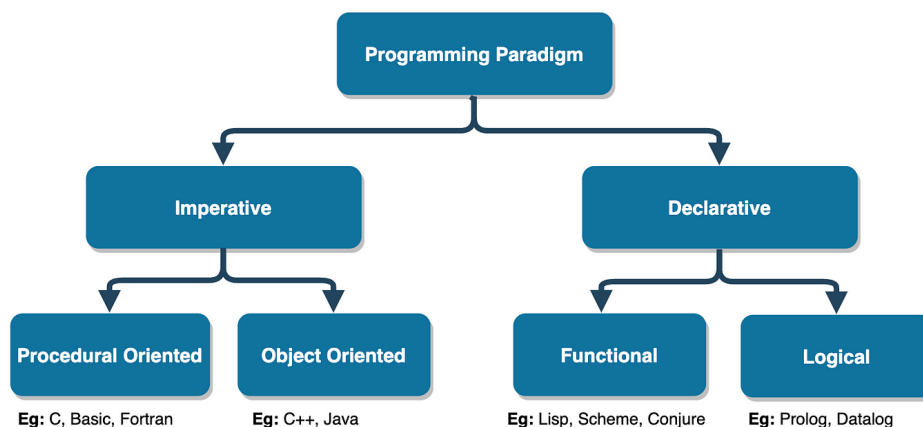 Programming Paradigm
Imperative
Declarative
Procedural Oriented
Object Oriented
Functional
Logical
Eg: C, Basic, Fortran
Eg: C++, Java
Eg: Lisp, Scheme, Conjure
Eg: Prolog, Datalog